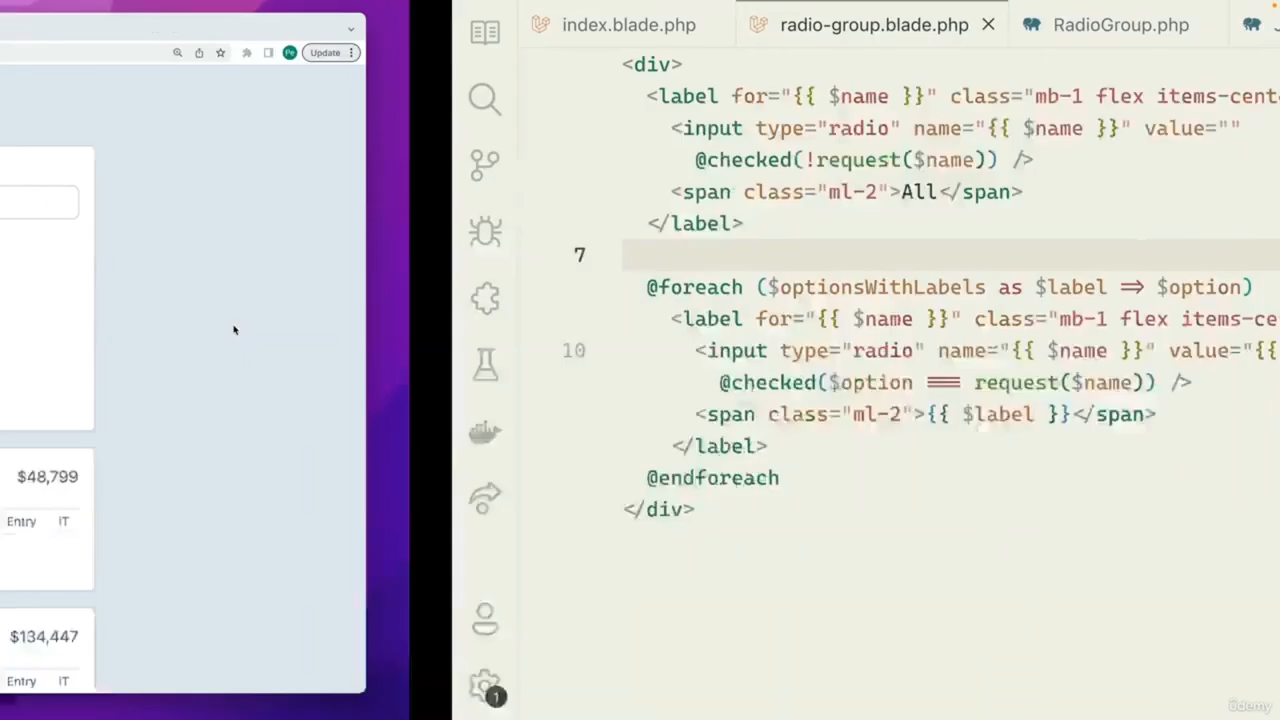 Pe Update
$48,799
Entry IT
$134,447
Entry IT
index.blade.php radio-group.blade.php RadioGroup.php
<div>
<label for="{{ $name }}" class="mb-1 flex items-cent
<input type="radio" name="{{ $name }}" value=""
@checked(!request($name)) />
<span class="ml-2">All</span>
</label>
7
@foreach ($optionsWithLabels as $label => $option)
<label for="{{ $name }}" class="mb-1 flex items-ce
10 <input type="radio" name="{{ $name }}" value="{{
@checked($option === request($name)) />
<span class="ml-2">{{ $label }}</span>
</label>
@endforeach
</div>
1
ûdemy